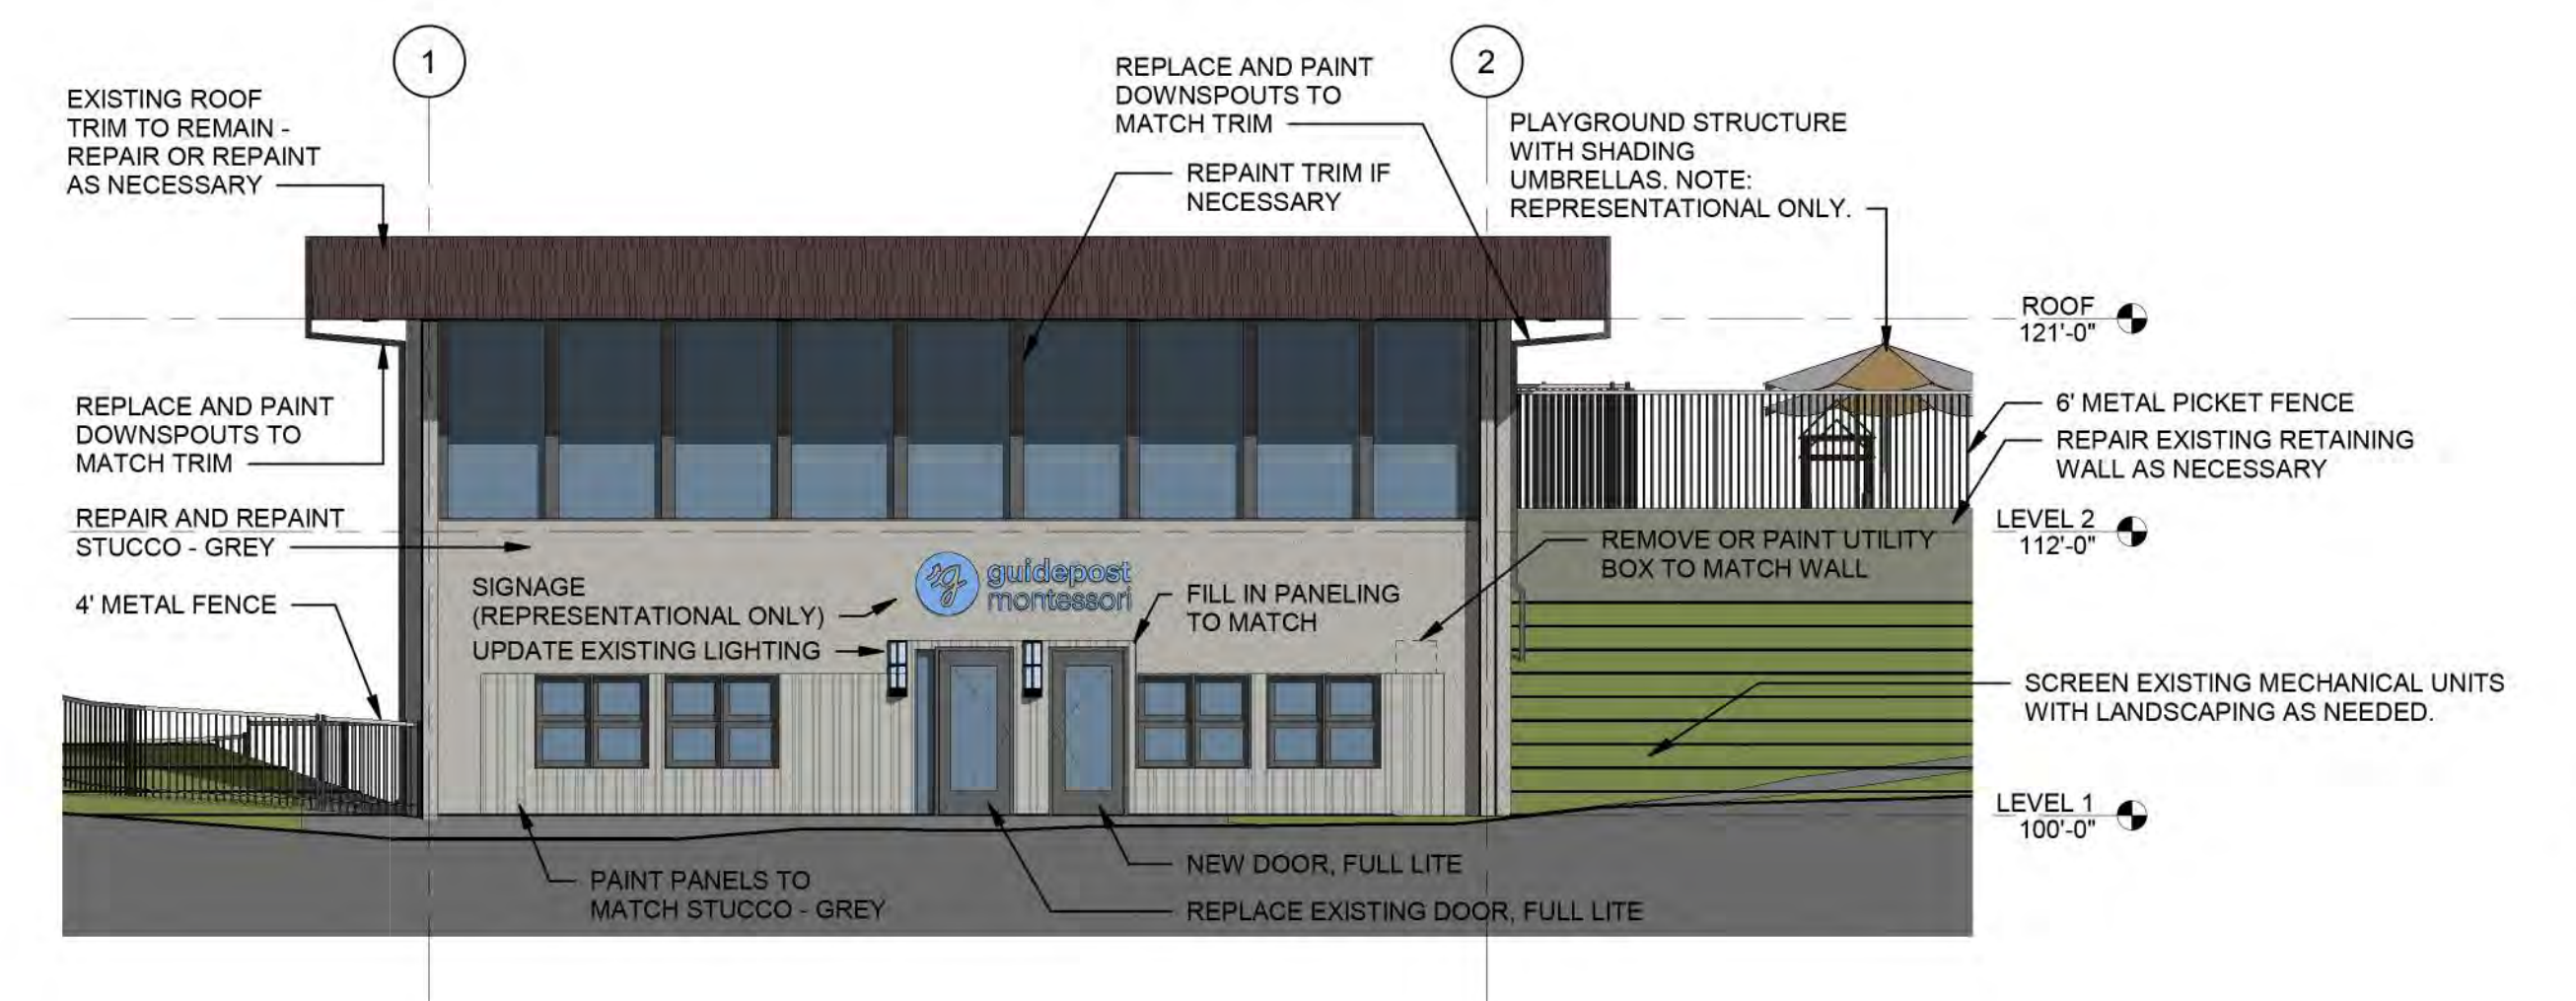 1
2
EXISTING ROOF
TRIM TO REMAIN -
REPAIR OR REPAINT
AS NECESSARY
REPLACE AND PAINT
DOWNSPOUTS TO
MATCH TRIM
REPAINT TRIM IF
NECESSARY
PLAYGROUND STRUCTURE
WITH SHADING
UMBRELLAS. NOTE:
REPRESENTATIONAL ONLY.
ROOF
121'-0"
REPLACE AND PAINT
DOWNSPOUTS TO
MATCH TRIM
6' METAL PICKET FENCE
REPAIR EXISTING RETAINING
WALL AS NECESSARY
REPAIR AND REPAINT
STUCCO - GREY
LEVEL 2
112'-0"
REMOVE OR PAINT UTILITY
BOX TO MATCH WALL
4' METAL FENCE
SIGNAGE
(REPRESENTATIONAL ONLY)
g
guidepost
montessori
FILL IN PANELING
TO MATCH
UPDATE EXISTING LIGHTING
SCREEN EXISTING MECHANICAL UNITS
WITH LANDSCAPING AS NEEDED.
LEVEL 1
100'-0"
PAINT PANELS TO
MATCH STUCCO - GREY
NEW DOOR, FULL LITE
REPLACE EXISTING DOOR, FULL LITE